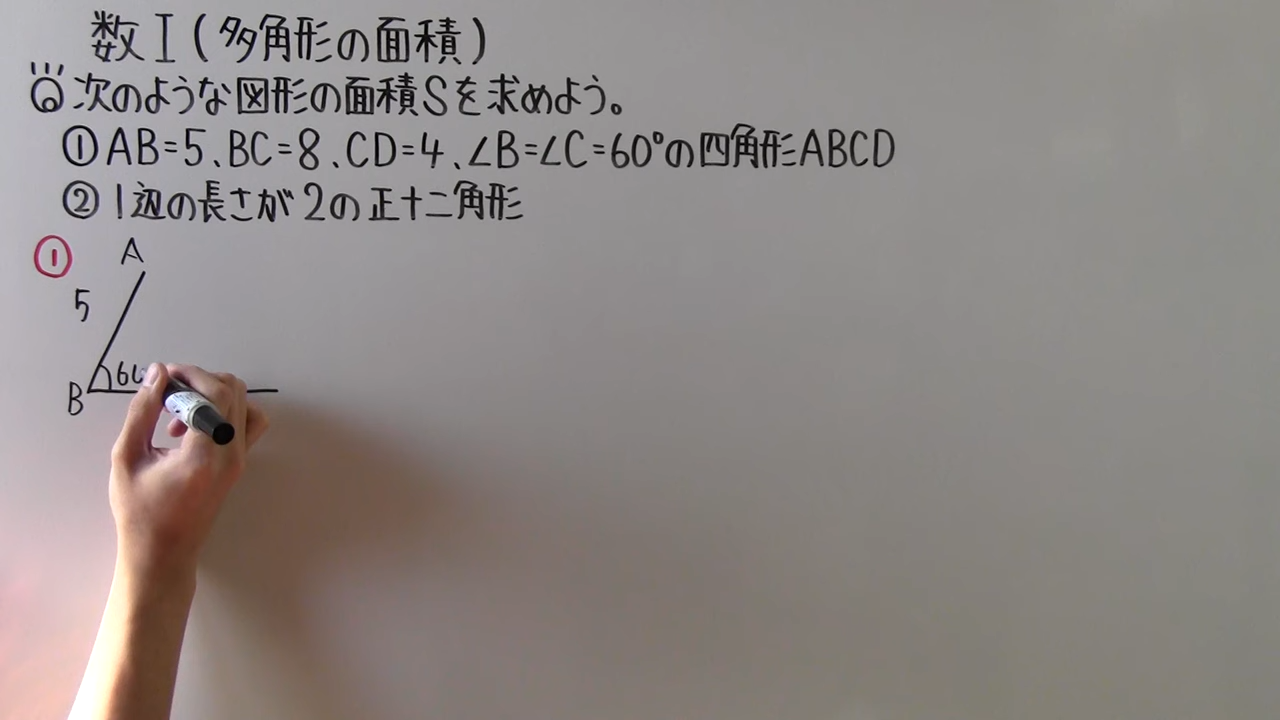 数Ⅰ(多角形の面積)
Q 次のような図形の面積Sを求めよう。
①AB=5、BC=8、CD=4、∠B=∠C=60°の四角形ABCD
②1辺の長さが2の正十二角形
①
A
5
B